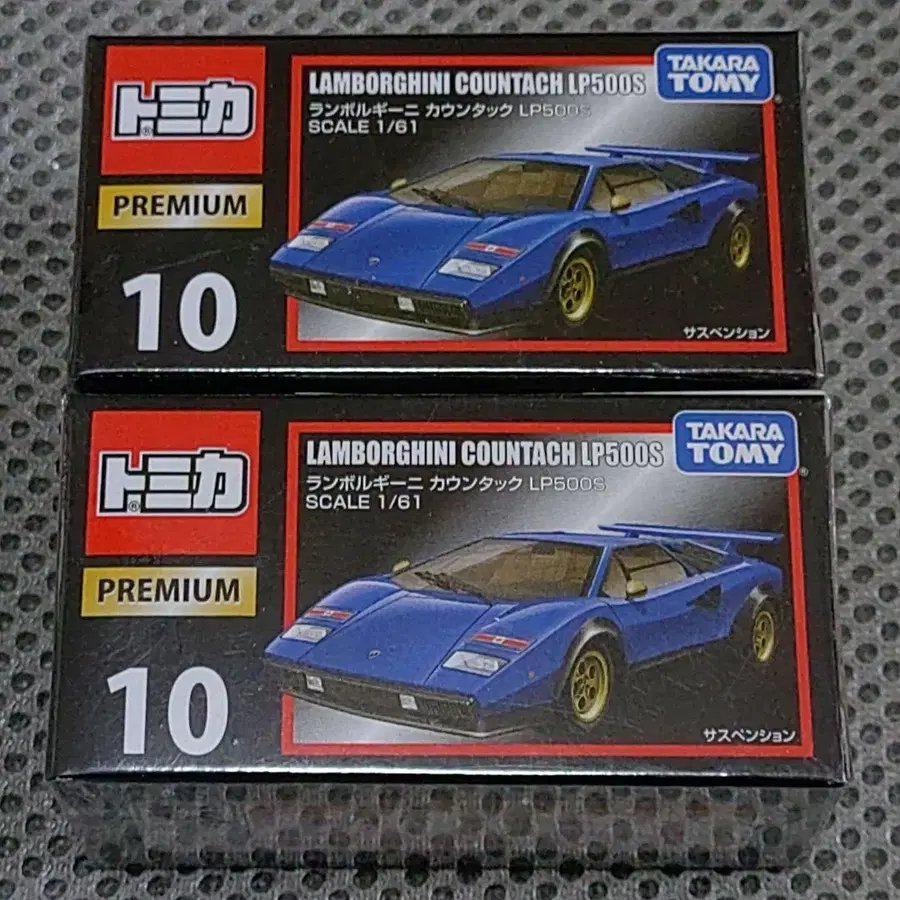 トミカ
PREMIUM
10
LAMBORGHINI COUNTACH LP500S
ランボルギーニ カウンタック LP500S
SCALE 1/61
TAKARA
TOMY
サスペンション
トミカ
PREMIUM
10
LAMBORGHINI COUNTACH LP500S
ランボルギーニ カウンタック LP500S
SCALE 1/61
TAKARA
TOMY
サスペンション